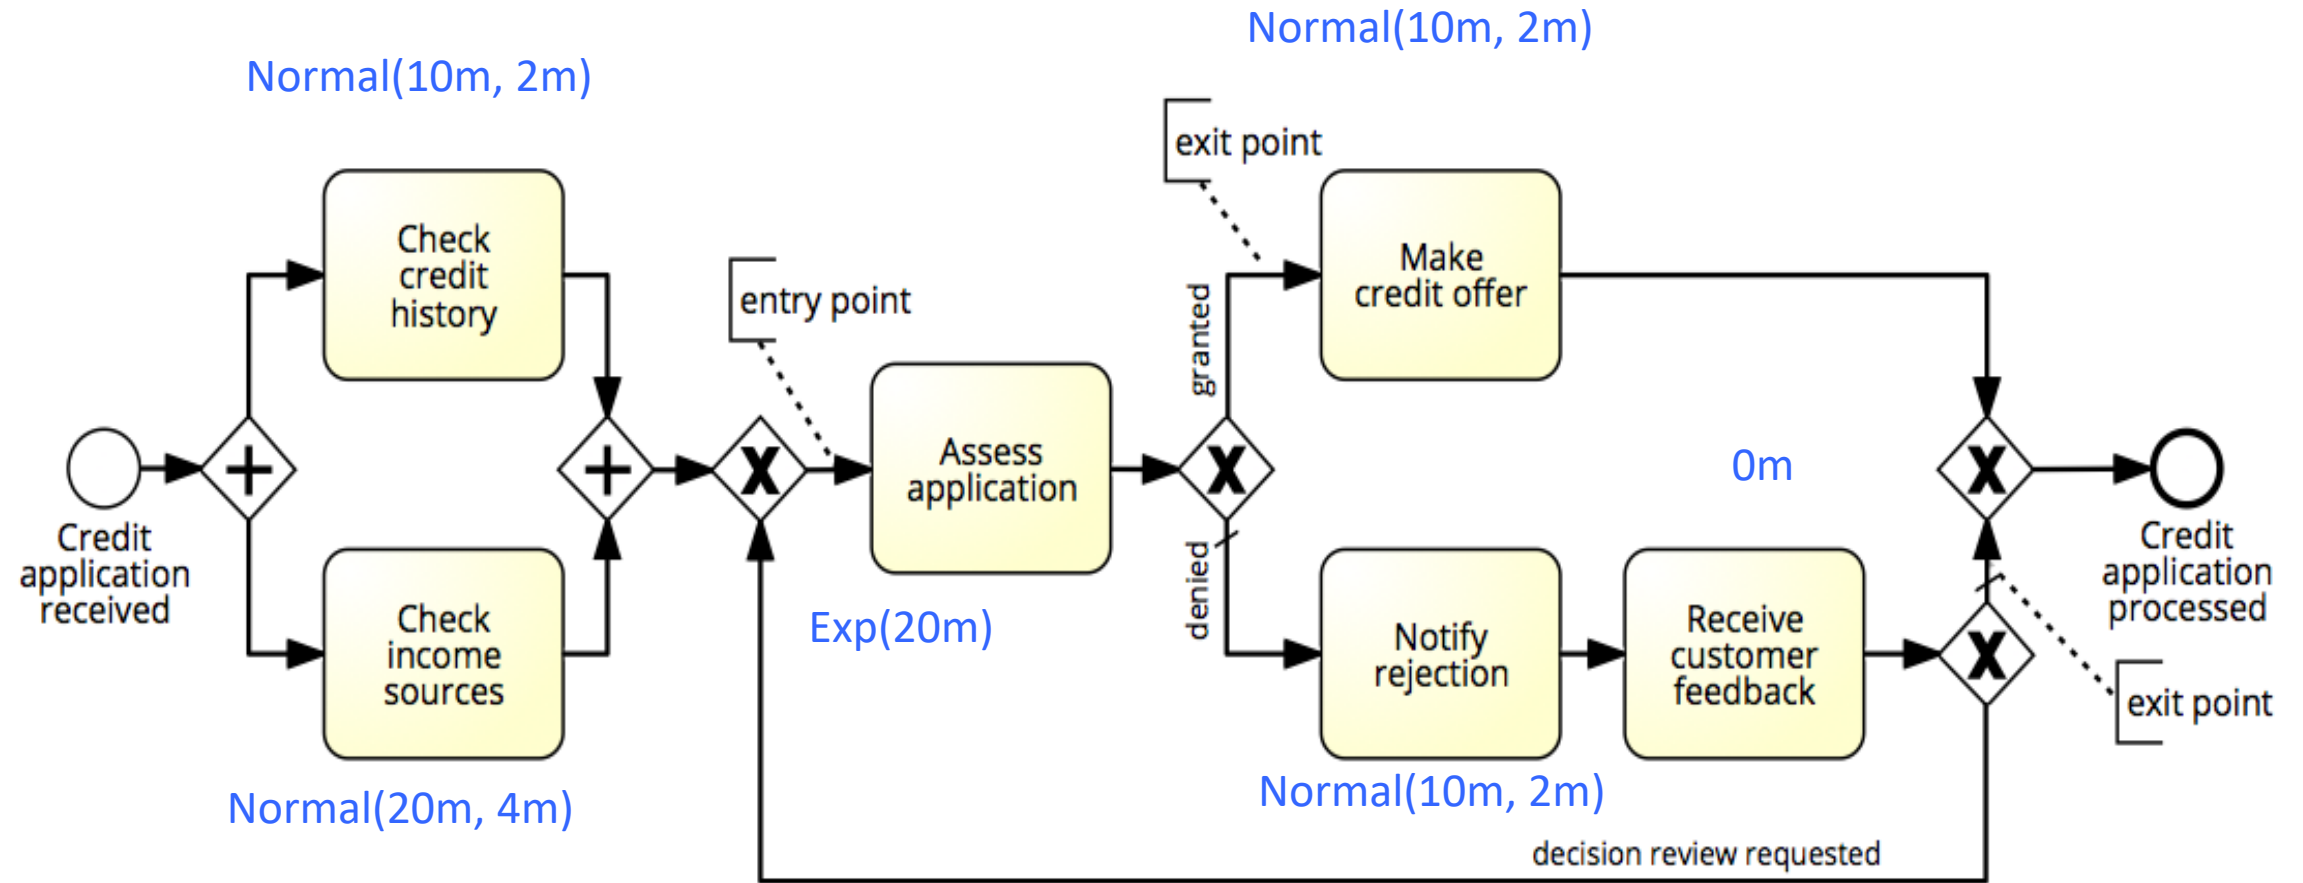 Normal(10m, 2m)
Normal(10m, 2m)
exit point
Check
credit
history
Make
credit offer
entry point
granted
Assess
application
0m
Credit
application
received
Credit
application
processed
denied
Exp(20m)
Check
income
sources
Notify
rejection
Receive
customer
feedback
exit point
Normal(20m, 4m)
Normal(10m, 2m)
decision review requested